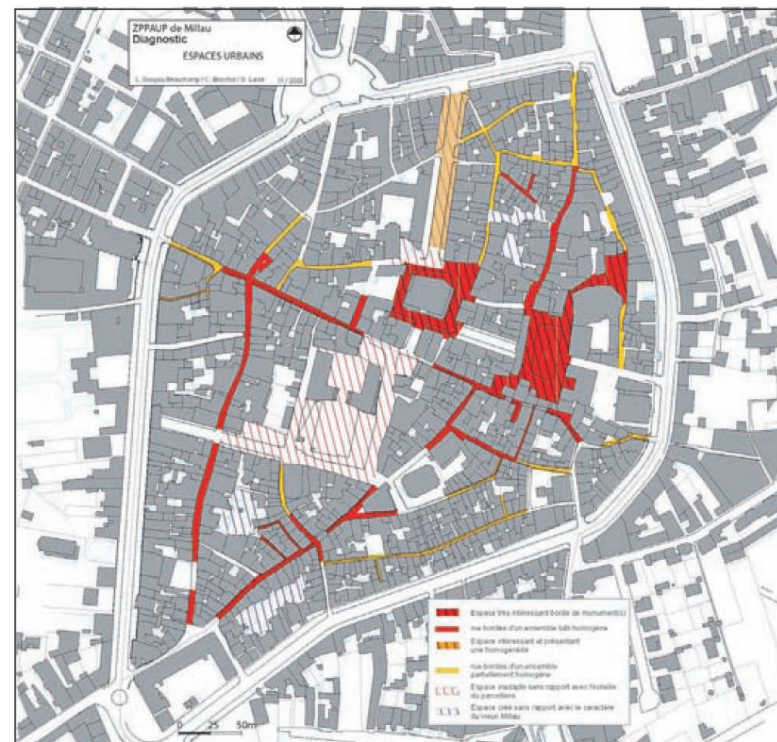 ZPPAUP de Millau
Diagnostic
ESPACES URBAINS
Espace très intéressant bordé de monument(s)
rue bordée d'un ensemble bâti homogène
Espace intéressant et présentant
une homogénéité
rue bordée d'un ensemble
partiellement homogène
Espace inadapté sans rapport avec l'échelle
du parcellaire
Espace créé sans rapport avec le caractère
du vieux Millau
0 25 50m